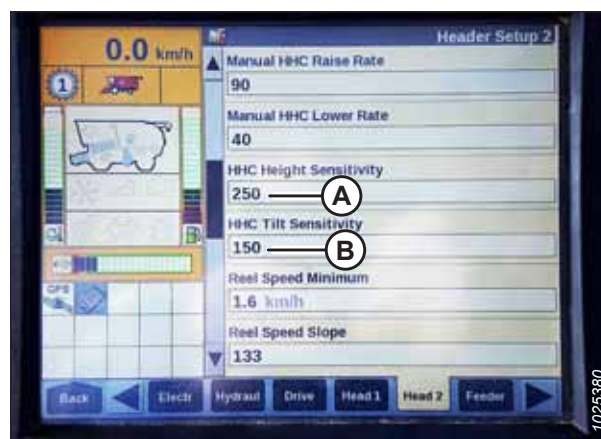 0.0 km/h
Header Setup 2
1
Manual HHC Raise Rate
90
Manual HHC Lower Rate
40
HHC Height Sensitivity
250
A
HHC Tilt Sensitivity
150
B
Reel Speed Minimum
1.6 km/h
Reel Speed Slope
133
GPS
Back
Electr
Hydraul
Drive
Head 1
Head 2
Feeder
1025380